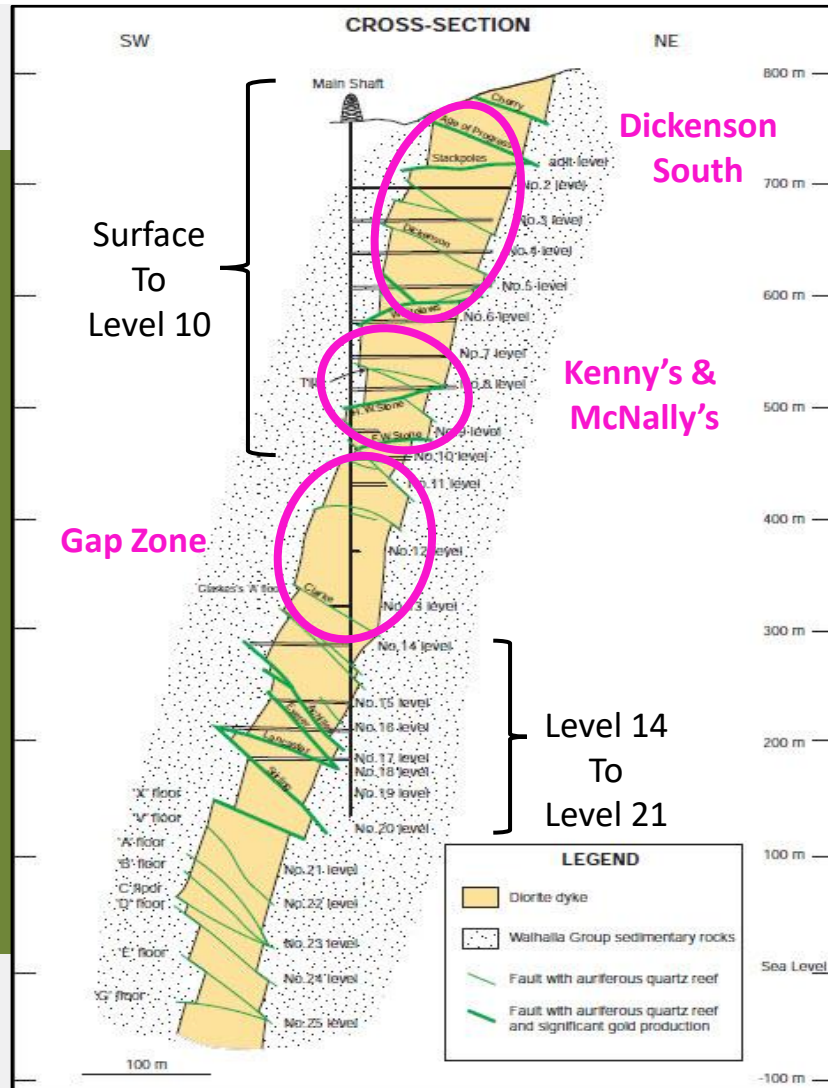 CROSS-SECTION
SW
NE
Main Shaft
800 m
Cherry
Age of Progress
Dickenson
South
Stackpoles
adit level
700 m
No.2 level
No.3 level
Surface
To
Level 10
Dickenson
No.4 level
No.5 level
600 m
No.6 level
No.7 level
Kenny's &
McNally's
No.8 level
H.W.Stone
500 m
No.9 level
F.W.Stone
No.10 level
No.11 level
400 m
Gap Zone
No.12 level
Clarke
No.13 level
300 m
No.14 level
No.15 level
No.16 level
Lancaster
Level 14
To
Level 21
200 m
No.17 level
No.18 level
'X' floor
No.19 level
'V' floor
No.20 level
'A' floor
100 m
LEGEND
'B' floor
No.21 level
'C' floor
Diorite dyke
'D' floor
No.22 level
Walhalla Group sedimentary rocks
No.23 level
'E' floor
Sea Level
No.24 level
Fault with auriferous quartz reef
'G' floor
Fault with auriferous quartz reef
and significant gold production
No.25 level
100 m
-100 m